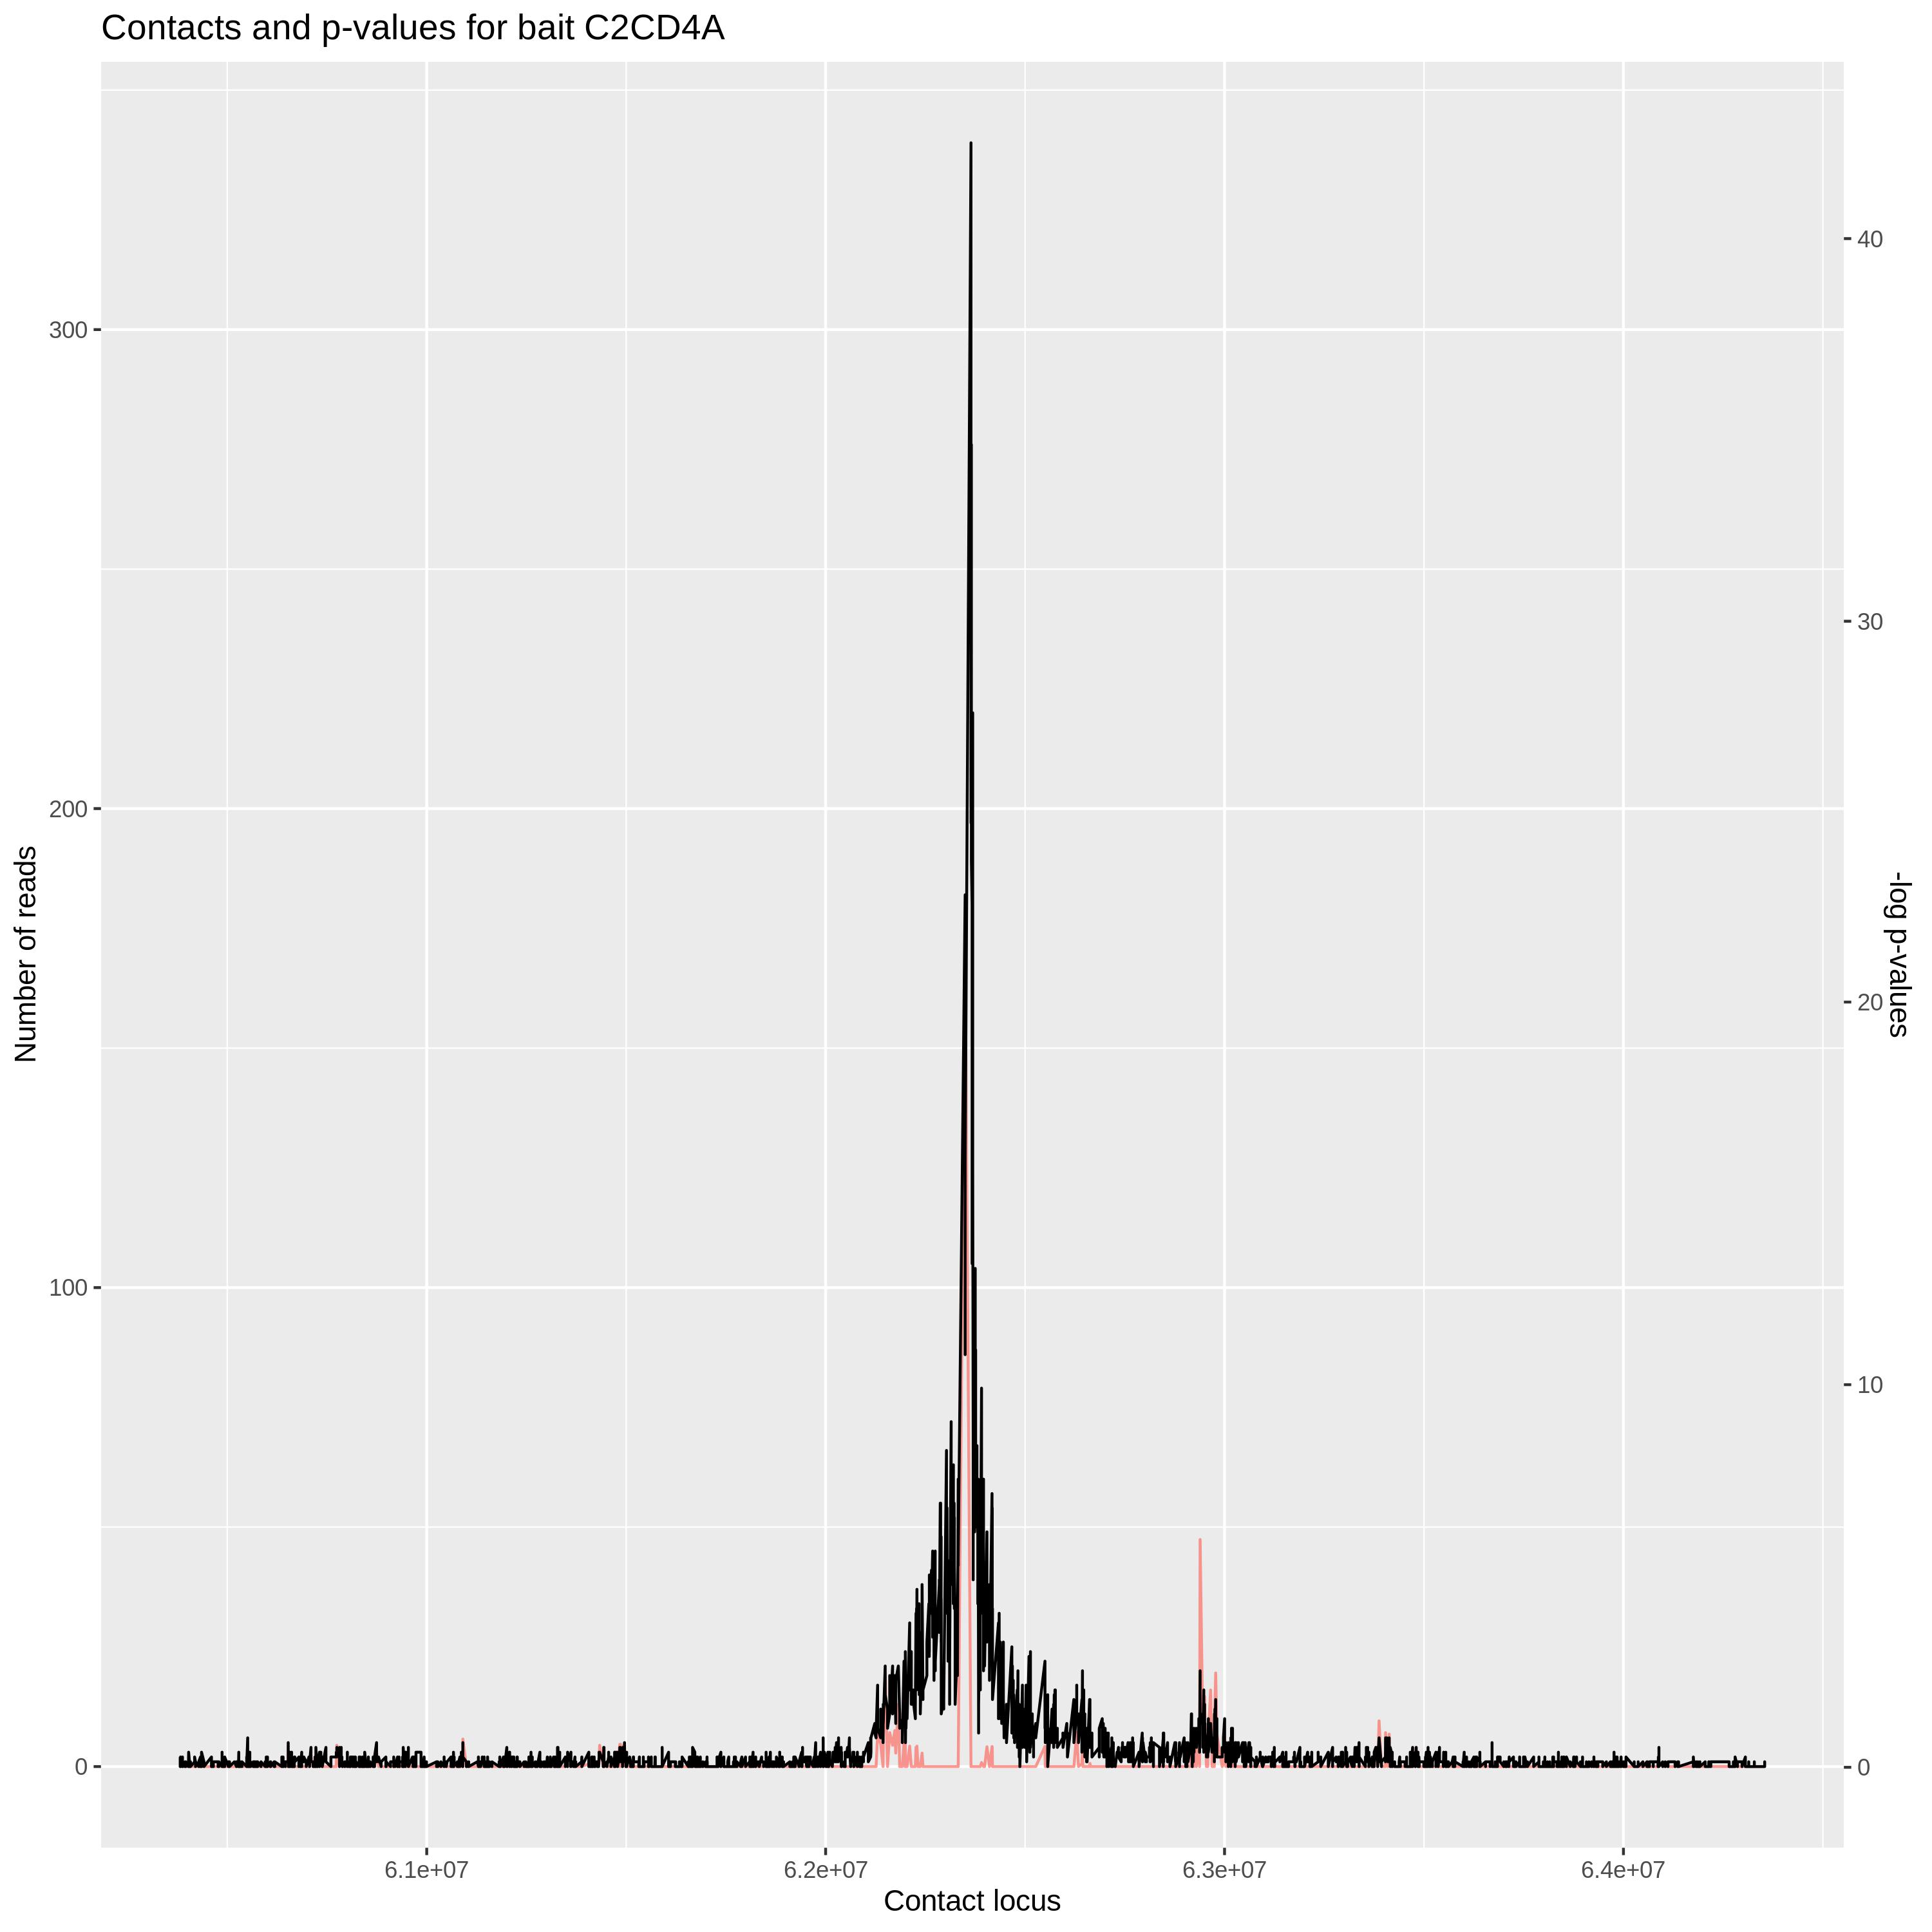 Contacts and p-values for bait C2CD4A
300
200
100
0
Number of reads
40
30
20
10
0
-log p-values
6.1e+07 6.2e+07 6.3e+07 6.4e+07
Contact locus